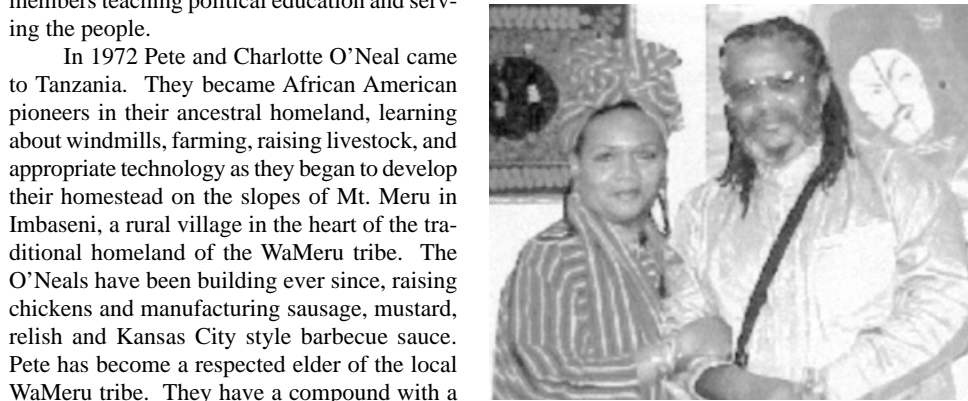 members teaching political education and serv-
ing the people.
In 1972 Pete and Charlotte O’Neal came
to Tanzania. They became African American
pioneers in their ancestral homeland, learning
about windmills, farming, raising livestock, and
appropriate technology as they began to develop
their homestead on the slopes of Mt. Meru in
Imbaseni, a rural village in the heart of the tra-
ditional homeland of the WaMeru tribe. The
O’Neals have been building ever since, raising
chickens and manufacturing sausage, mustard,
relish and Kansas City style barbecue sauce.
Pete has become a respected elder of the local
WaMeru tribe. They have a compound with a